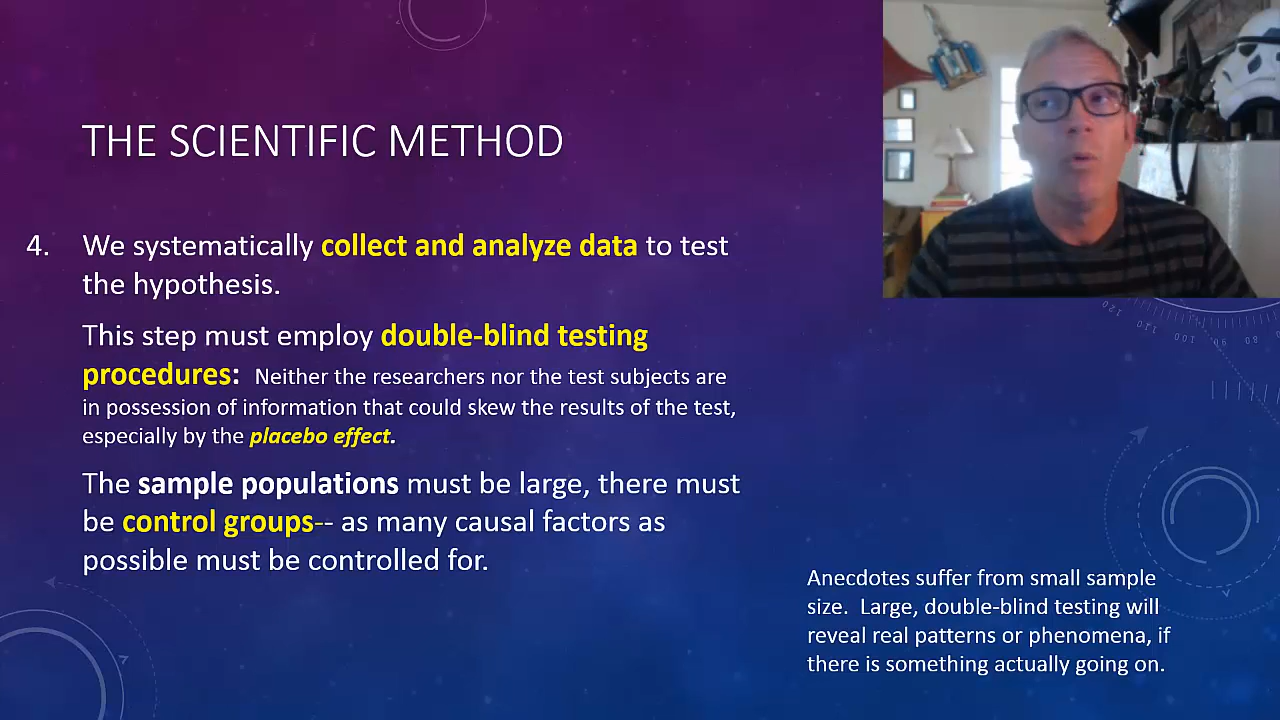 THE SCIENTIFIC METHOD
4. We systematically collect and analyze data to test
the hypothesis.
This step must employ double-blind testing
procedures: Neither the researchers nor the test subjects are
in possession of information that could skew the results of the test,
especially by the placebo effect.
The sample populations must be large, there must
be control groups-- as many causal factors as
possible must be controlled for.
Anecdotes suffer from small sample
size. Large, double-blind testing will
reveal real patterns or phenomena, if
there is something actually going on.